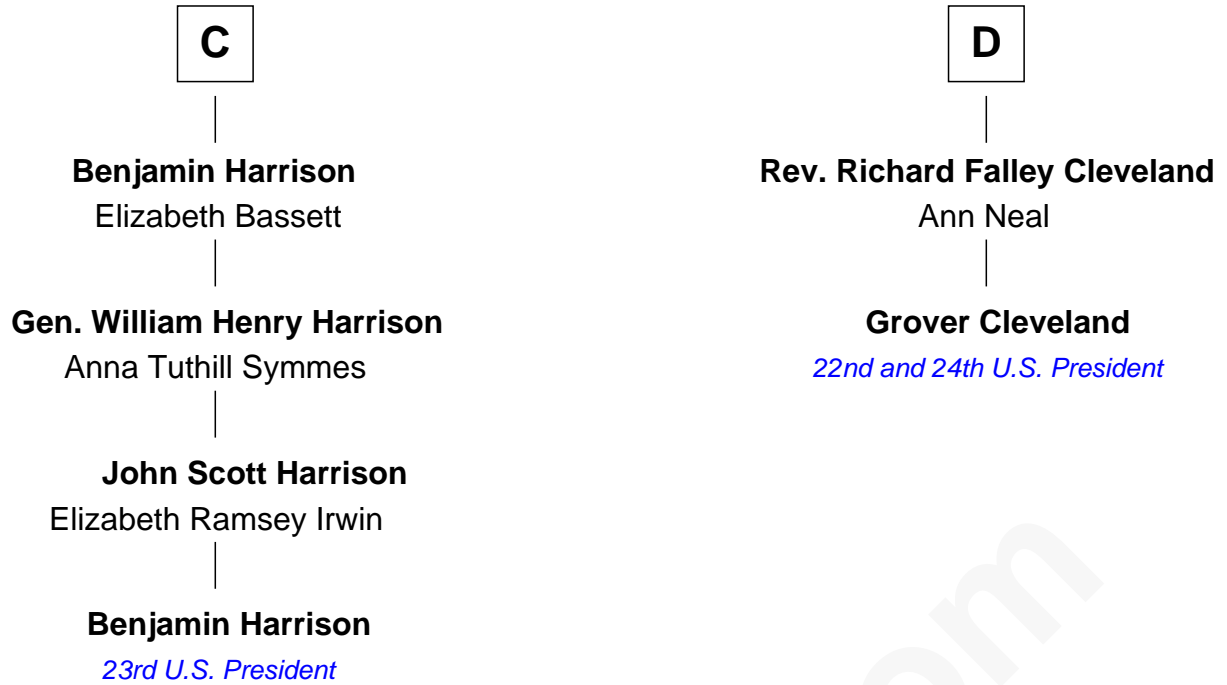 C
Benjamin Harrison
Elizabeth Bassett
Gen. William Henry Harrison
Anna Tuthill Symmes
John Scott Harrison
Elizabeth Ramsey Irwin
Benjamin Harrison
23rd U.S. President
D
Rev. Richard Falley Cleveland
Ann Neal
Grover Cleveland
22nd and 24th U.S. President